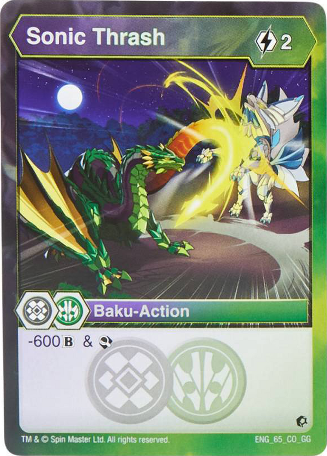 Sonic Thrash
2
Baku-Action
-600 B &
TM & © Spin Master Ltd. All rights reserved.
ENG_65_CO_GG